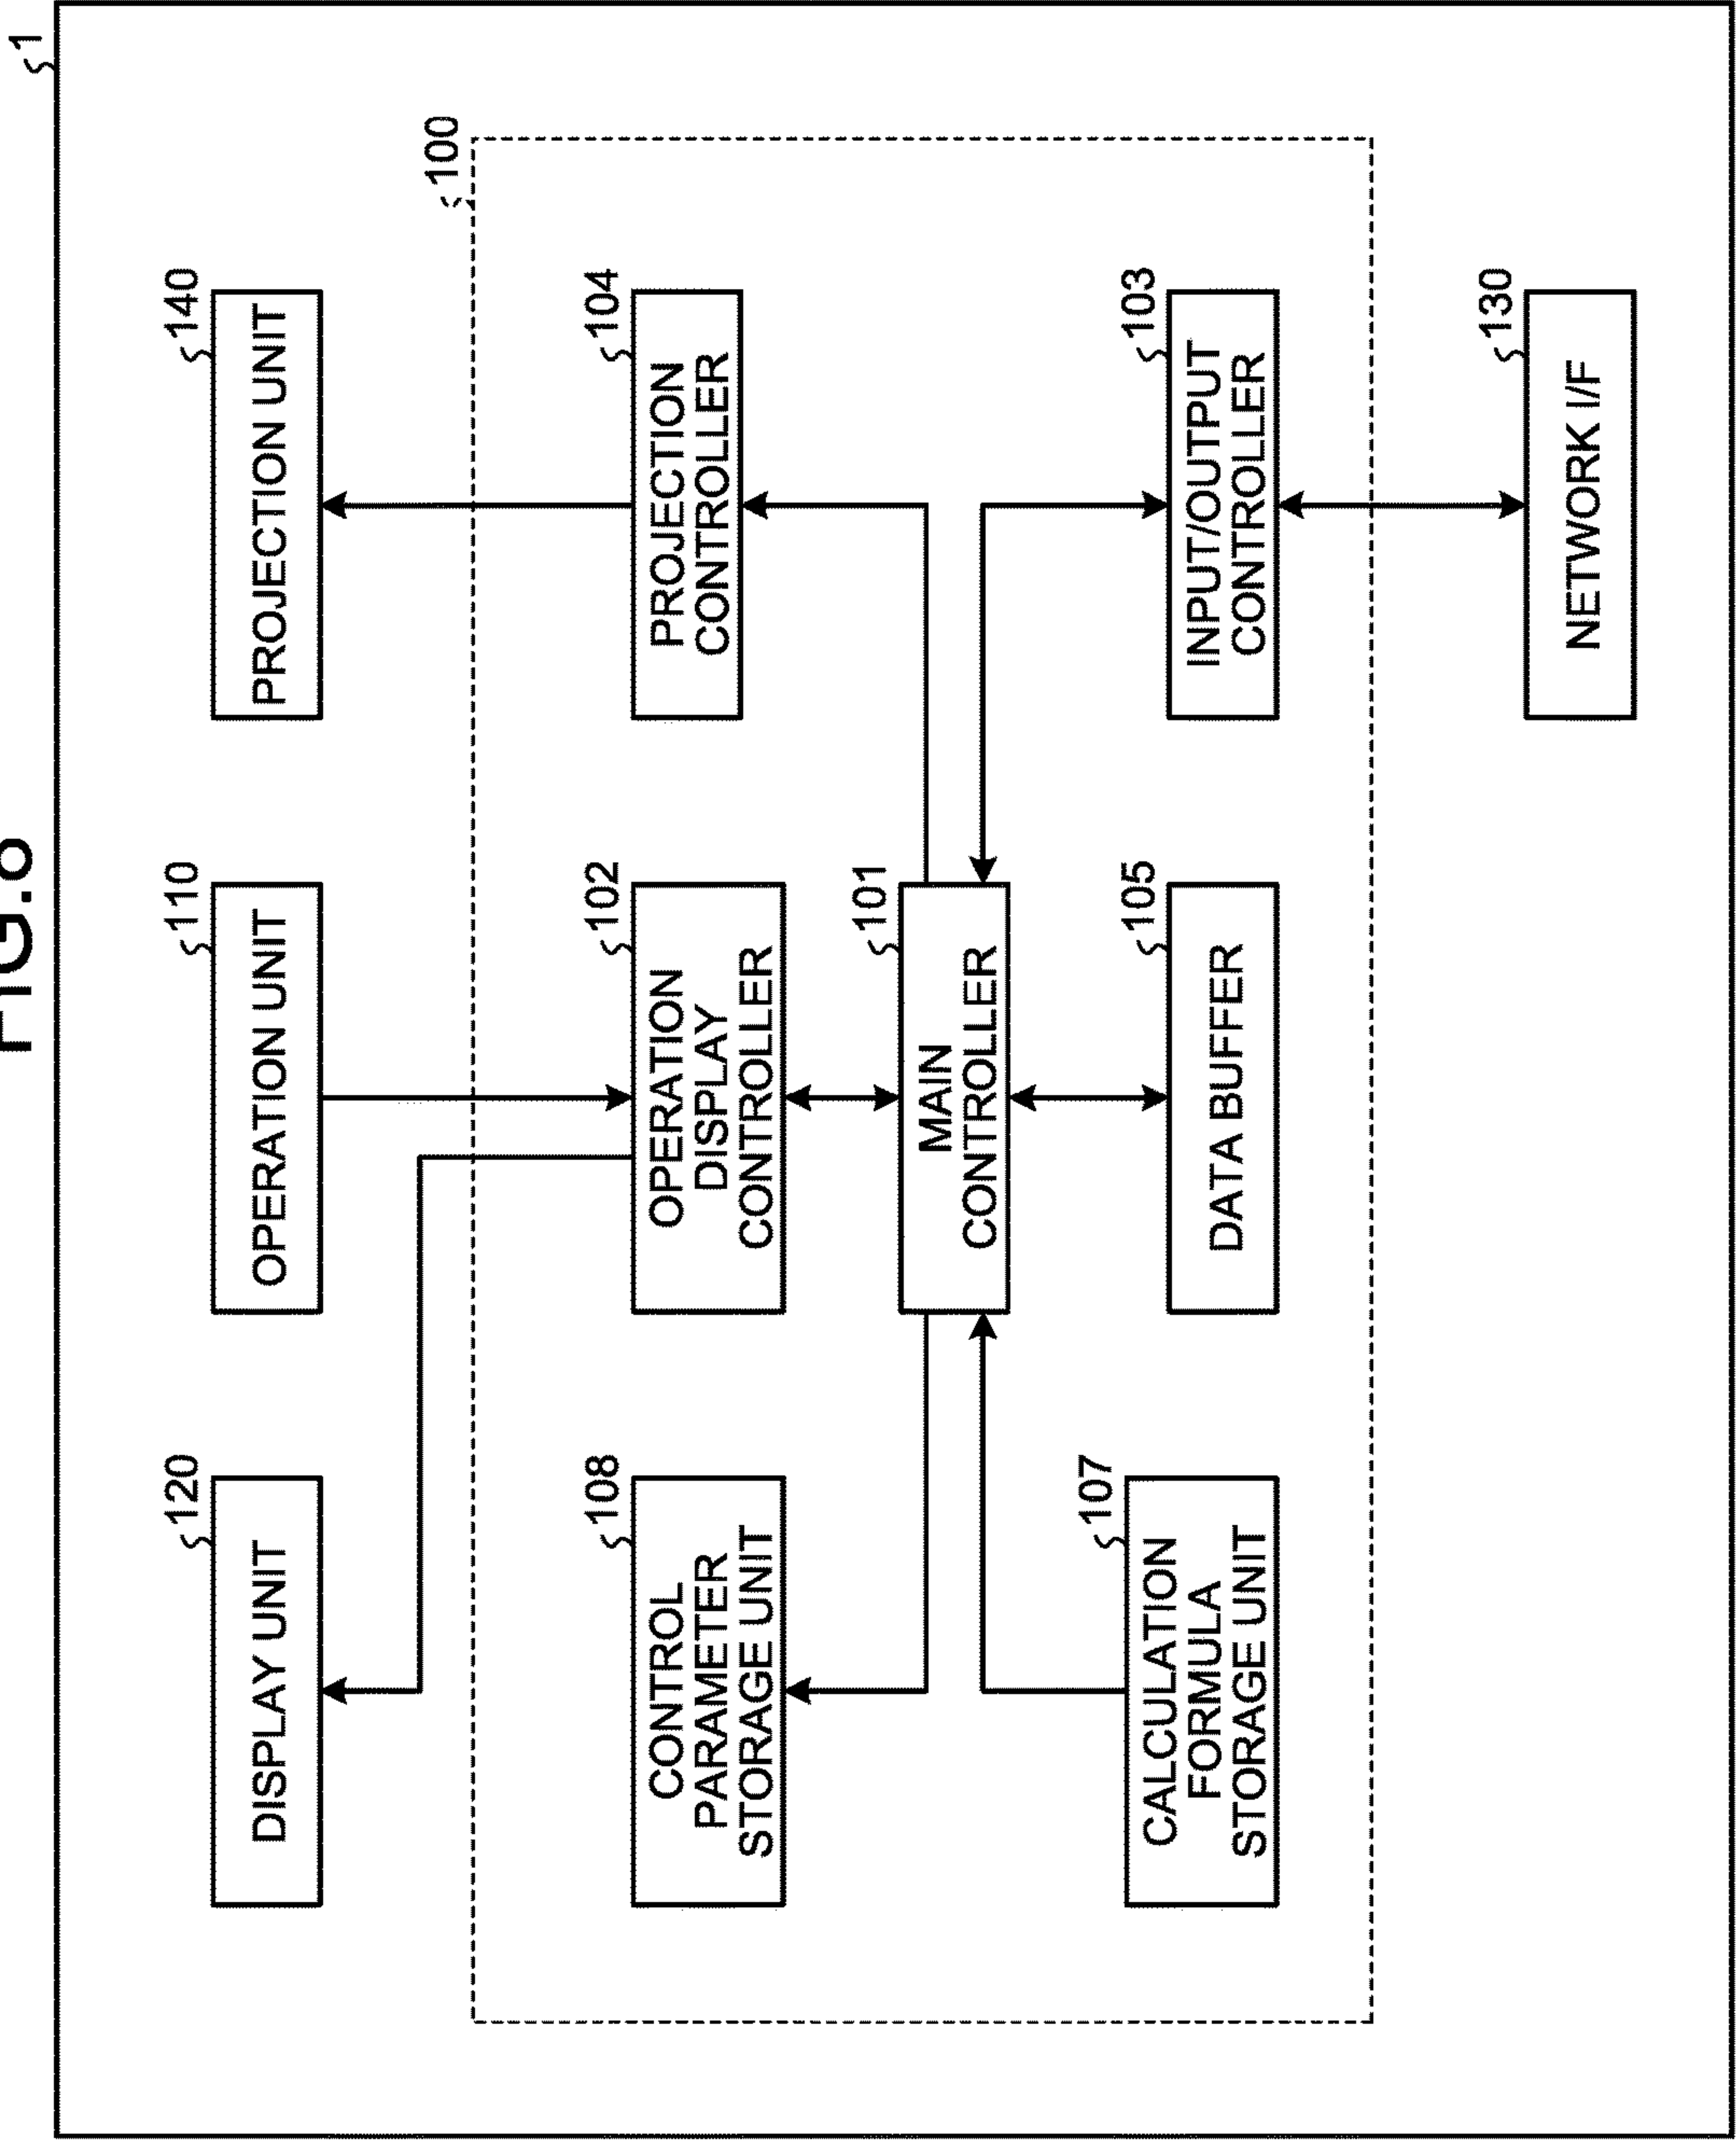 1
120
DISPLAY UNIT
110
OPERATION UNIT
140
PROJECTION UNIT
100
108
CONTROL
PARAMETER
STORAGE UNIT
102
OPERATION
DISPLAY
CONTROLLER
104
PROJECTION
CONTROLLER
101
MAIN
CONTROLLER
107
CALCULATION
FORMULA
STORAGE UNIT
105
DATA BUFFER
103
INPUT/OUTPUT
CONTROLLER
130
NETWORK I/F